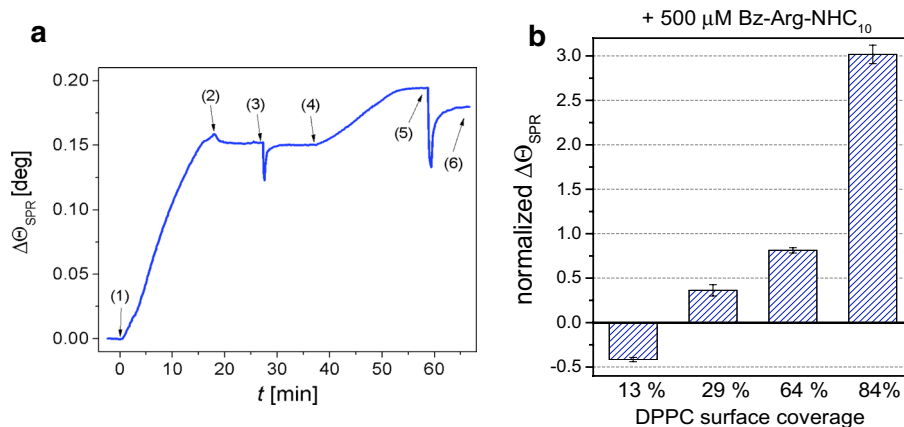 a
0.20
0.15
0.10
0.05
0.00
ΔΘSPR [deg]
(1)
(2)
(3)
(4)
(5)
(6)
0 10 20 30 40 50 60
t [min]
b
+ 500 μM Bz-Arg-NHC10
3.0
2.5
2.0
1.5
1.0
0.5
0.0
-0.5
normalized ΔΘSPR
13 % 29 % 64 % 84%
DPPC surface coverage